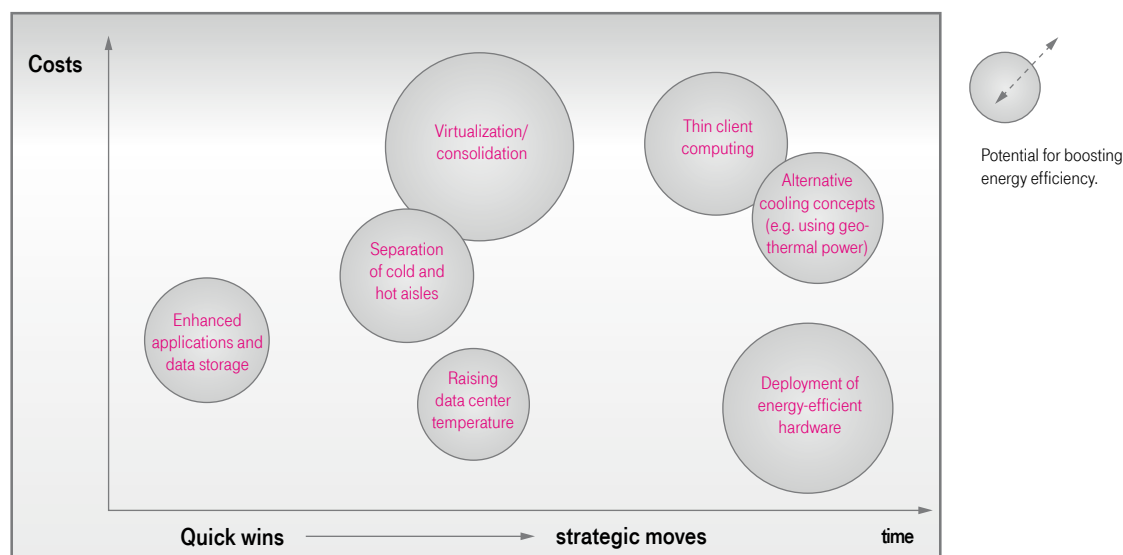 Costs
Virtualization/
consolidation
Thin client
computing
Alternative
cooling concepts
(e.g. using geo-
thermal power)
Separation
of cold and
hot aisles
Enhanced
applications and
data storage
Raising
data center
temperature
Deployment of
energy-efficient
hardware
Quick wins
strategic moves
time
Potential for boosting
energy efficiency.